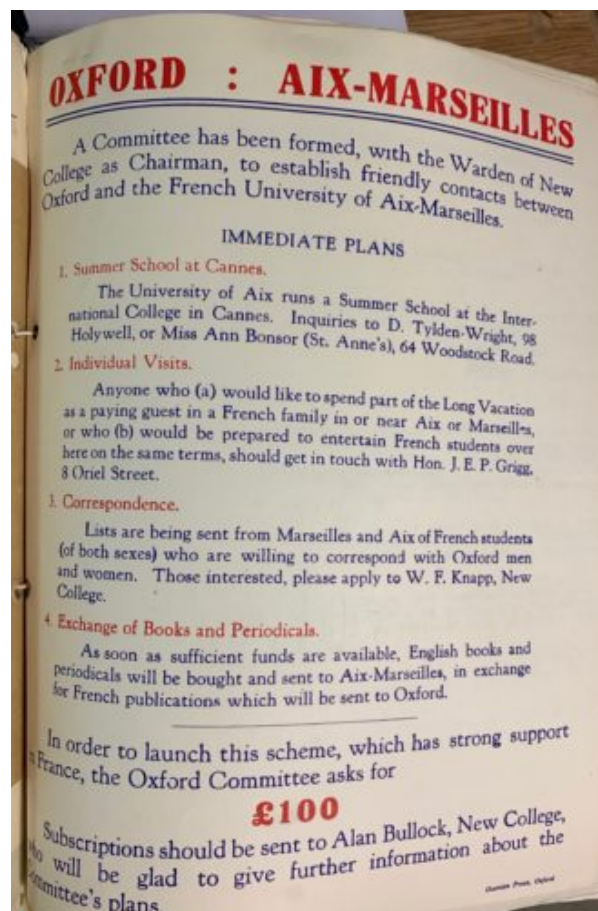 OXFORD : AIX-MARSEILLES
A Committee has been formed, with the Warden of New
College as Chairman, to establish friendly contacts between
Oxford and the French University of Aix-Marseilles.
IMMEDIATE PLANS
1. Summer School at Cannes.
The University of Aix runs a Summer School at the Inter-
national College in Cannes. Inquiries to D. Tylden-Wright, 98
Holywell, or Miss Ann Bonsor (St. Anne's), 64 Woodstock Road.
2. Individual Visits.
Anyone who (a) would like to spend part of the Long Vacation
as a paying guest in a French family in or near Aix or Marseilles,
or who (b) would be prepared to entertain French students over
here on the same terms, should get in touch with Hon. J. E. P. Grigg,
8 Oriel Street.
3. Correspondence.
Lists are being sent from Marseilles and Aix of French students
(of both sexes) who are willing to correspond with Oxford men
and women. Those interested, please apply to W. F. Knapp, New
College.
4. Exchange of Books and Periodicals.
As soon as sufficient funds are available, English books and
periodicals will be bought and sent to Aix-Marseilles, in exchange
for French publications which will be sent to Oxford.
In order to launch this scheme, which has strong support
in France, the Oxford Committee asks for
£100
Subscriptions should be sent to Alan Bullock, New College,
who will be glad to give further information about the
Committee's plans
Press, Oxford